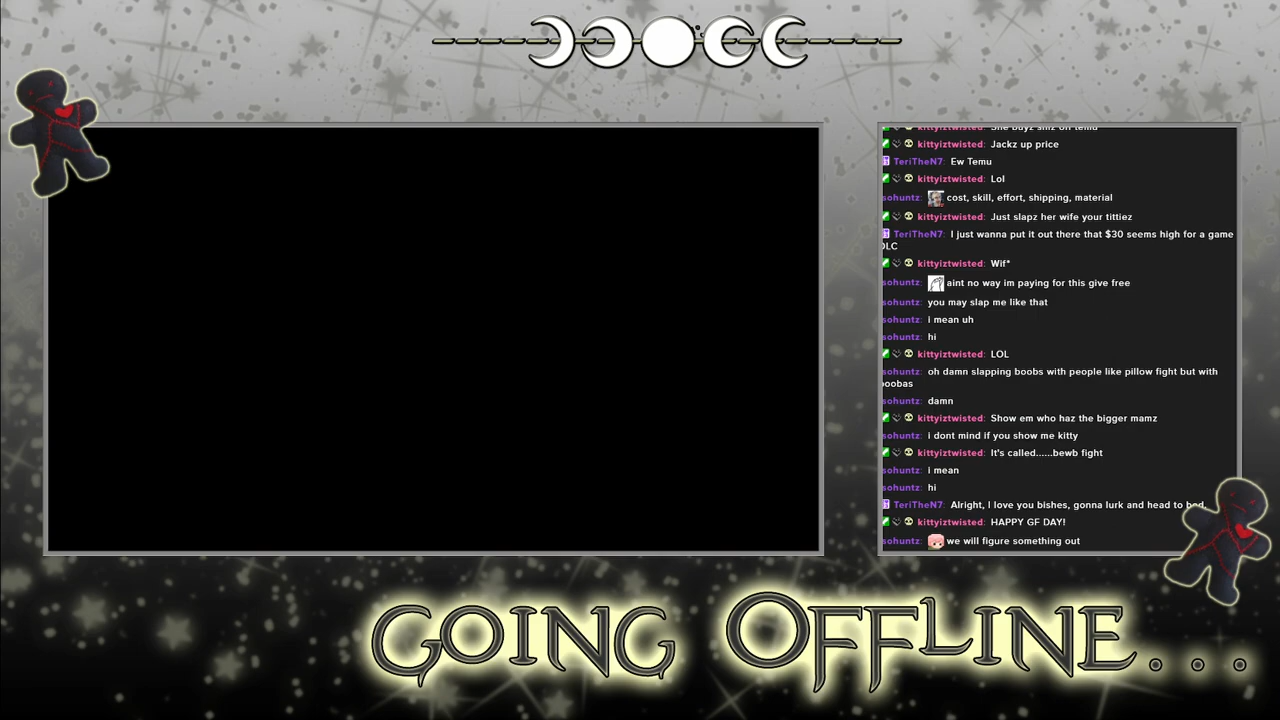 kittyiztwisted: She buyz shiz on temu
kittyiztwisted: Jackz up price
TeriTheN7: Ew Temu
kittyiztwisted: Lol
sohuntz: cost, skill, effort, shipping, material
kittyiztwisted: Just slapz her wife your tittiez
TeriTheN7: I just wanna put it out there that $30 seems high for a game
DLC
kittyiztwisted: Wif*
sohuntz: aint no way im paying for this give free
sohuntz: you may slap me like that
sohuntz: i mean uh
sohuntz: hi
kittyiztwisted: LOL
sohuntz: oh damn slapping boobs with people like pillow fight but with
boobas
sohuntz: damn
kittyiztwisted: Show em who haz the bigger mamz
sohuntz: i dont mind if you show me kitty
kittyiztwisted: It's called......bewb fight
sohuntz: i mean
sohuntz: hi
TeriTheN7: Alright, I love you bishes, gonna lurk and head to bed.
kittyiztwisted: HAPPY GF DAY!
sohuntz: we will figure something out
GOING OFFLINE...